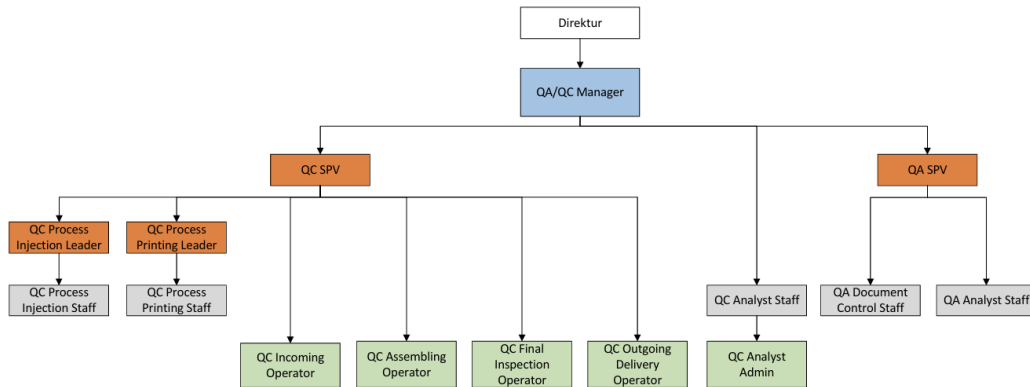 Direktur
QA/QC Manager
QC SPV
QA SPV
QC Process
Injection Leader
QC Process
Printing Leader
QC Process
Injection Staff
QC Process
Printing Staff
QC Analyst Staff
QA Document
Control Staff
QA Analyst Staff
QC Incoming
Operator
QC Assembling
Operator
QC Final
Inspection
Operator
QC Outgoing
Delivery
Operator
QC Analyst
Admin